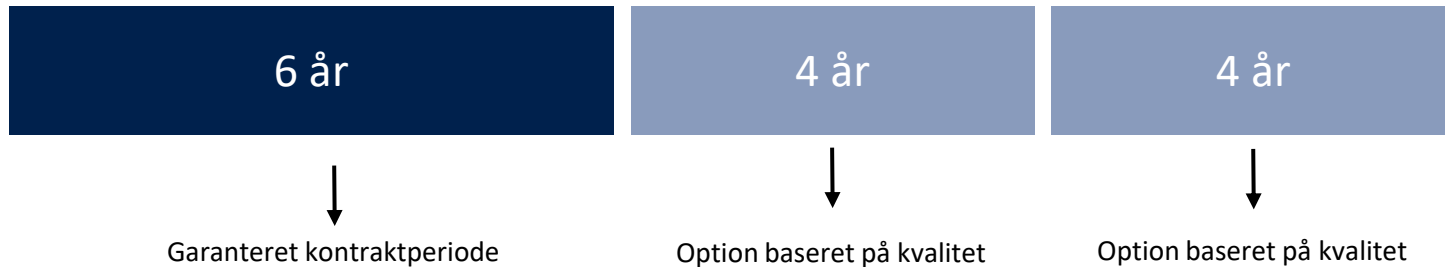 6 år
4 år
4 år
Garanteret kontraktperiode
Option baseret på kvalitet
Option baseret på kvalitet